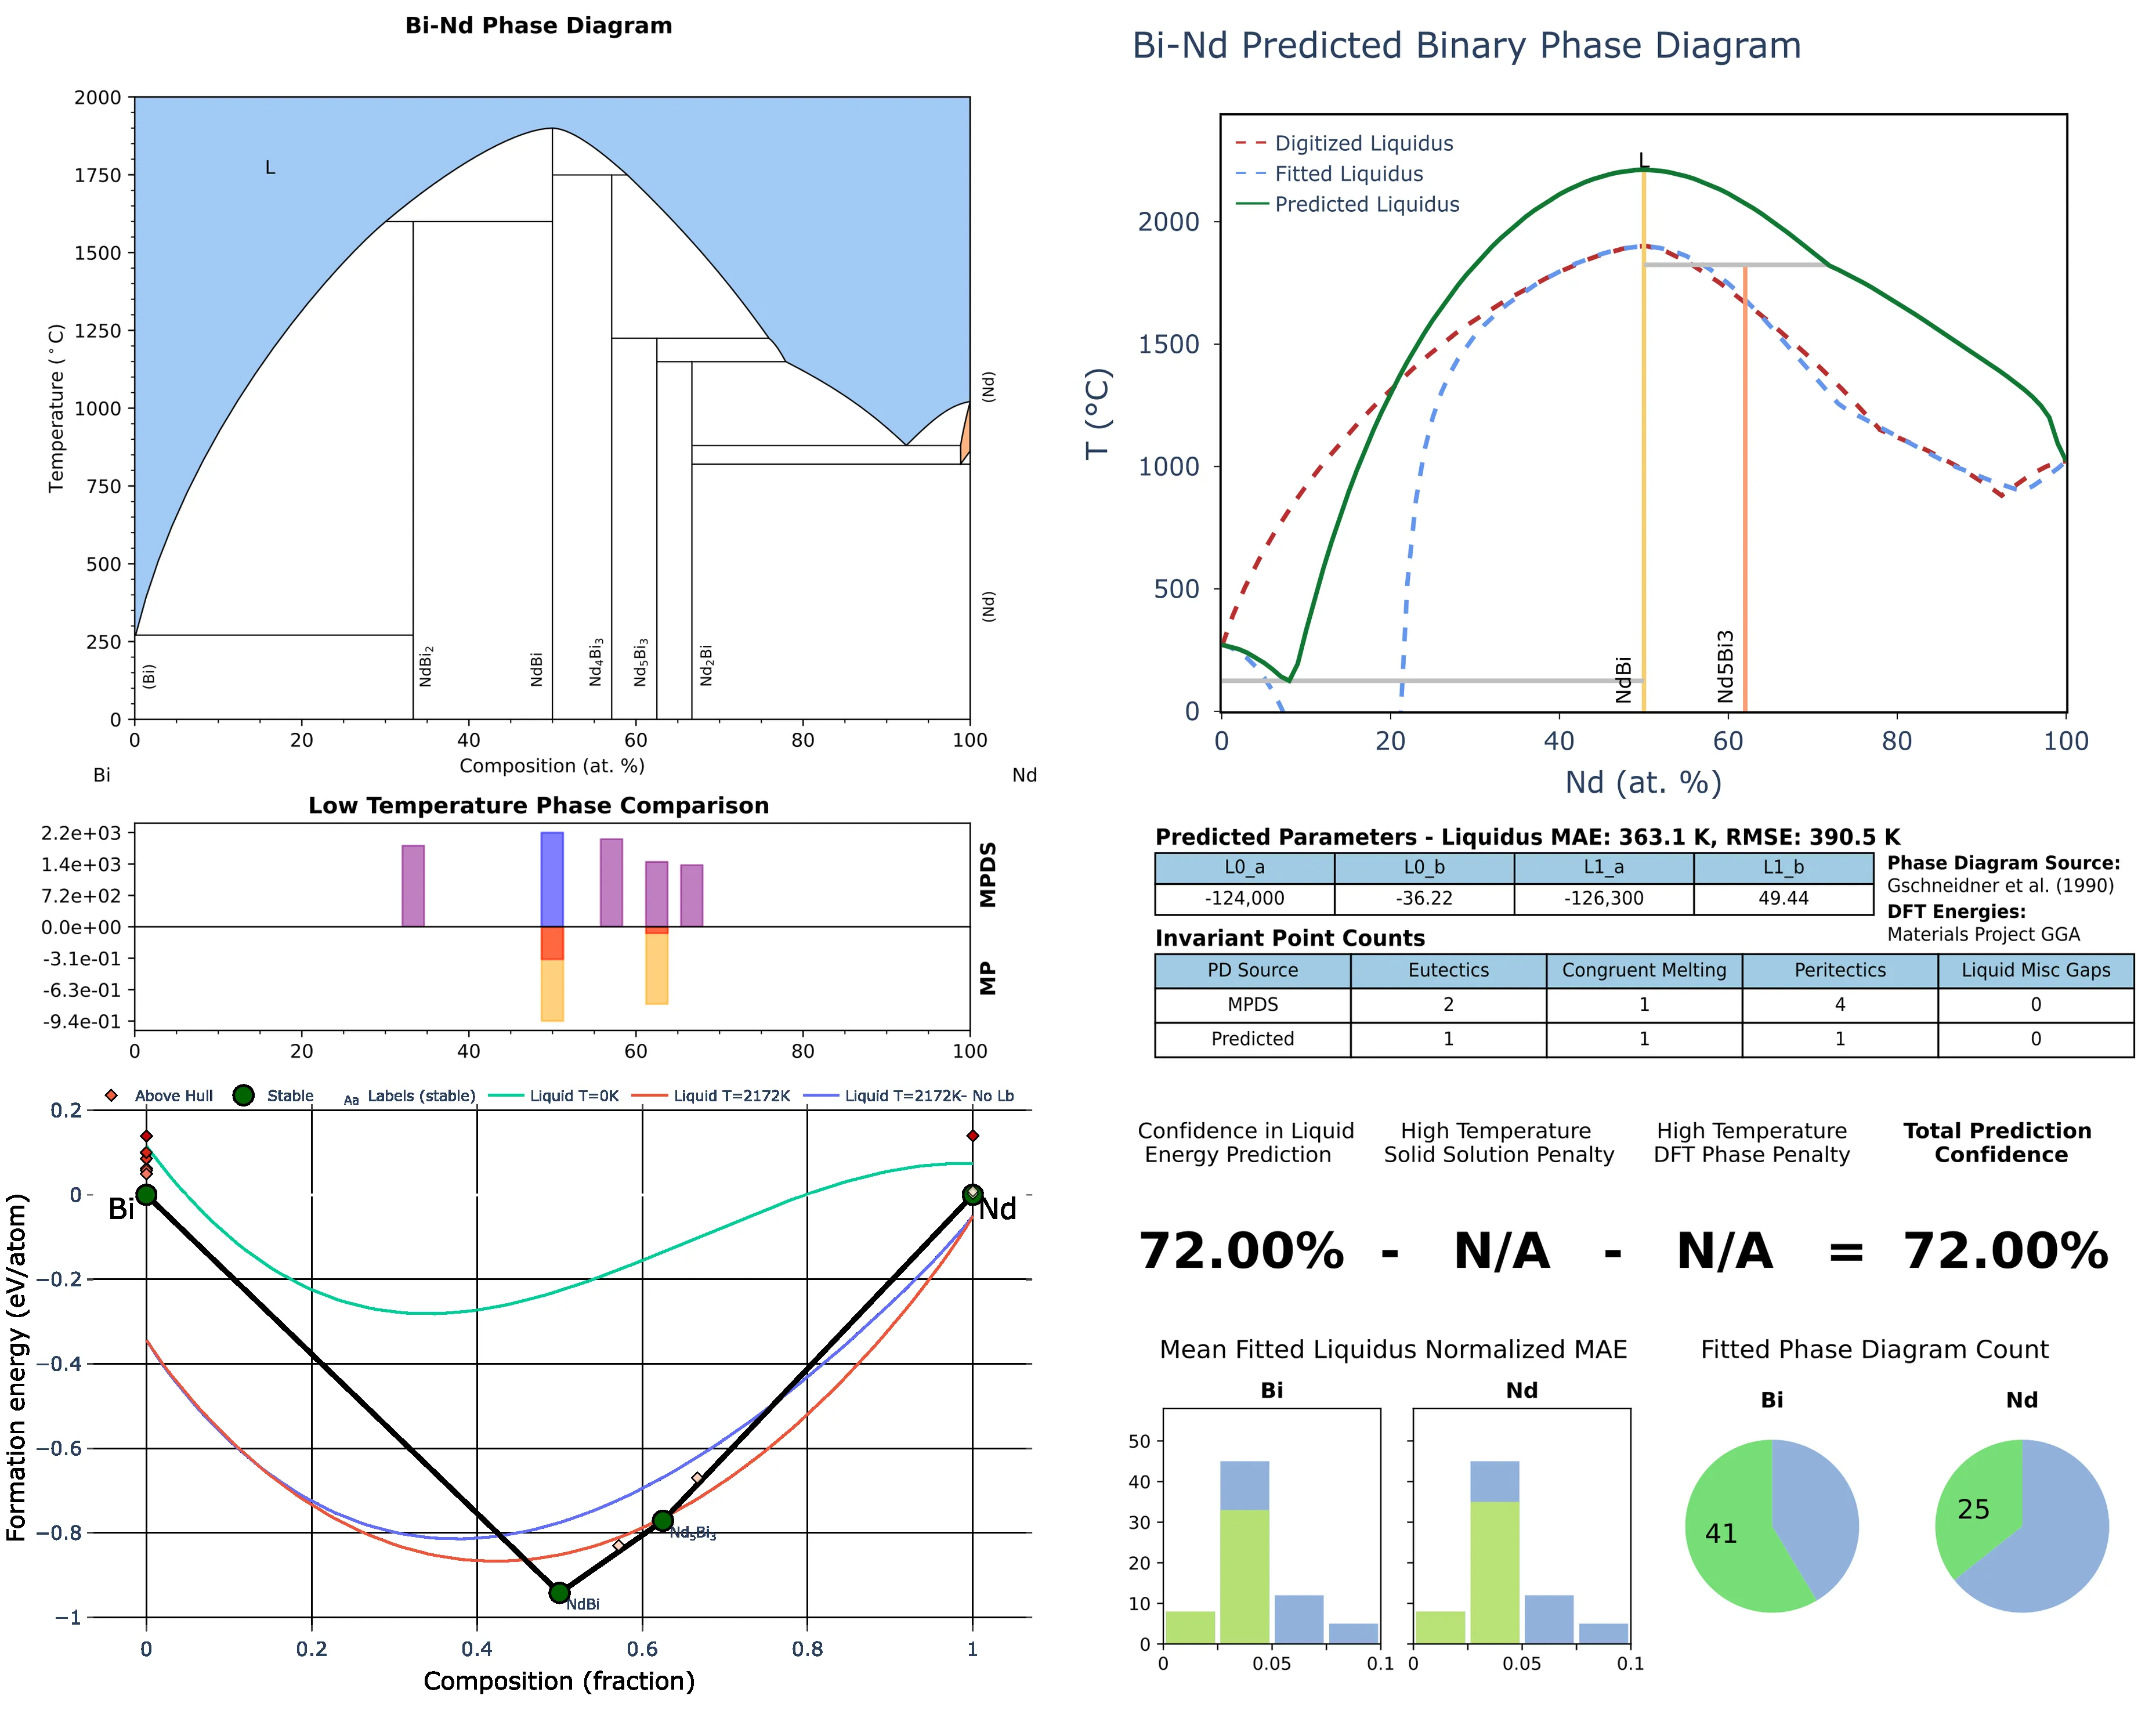 Bi-Nd Phase Diagram
2000
1750
1500
1250
1000
750
500
250
0
Temperature (°C)
L
(Bi)
NdBi₂
NdBi
Nd₄Bi₃
Nd₅Bi₃
Nd₂Bi
(Nd)
(Nd)
0 20 40 60 80 100
Composition (at. %)
Bi Nd
Low Temperature Phase Comparison
2.2e+03
1.4e+03
7.2e+02
0.0e+00
-3.1e-01
-6.3e-01
-9.4e-01
MPDS
MP
0 20 40 60 80 100
Above Hull Stable Aa Labels (stable) Liquid T=0K Liquid T=2172K Liquid T=2172K- No Lb
0.2
0
−0.2
−0.4
−0.6
−0.8
−1
Formation energy (eV/atom)
Bi
Nd
Nd₅Bi₃
NdBi
0 0.2 0.4 0.6 0.8 1
Composition (fraction)
Bi-Nd Predicted Binary Phase Diagram
Digitized Liquidus
Fitted Liquidus
Predicted Liquidus
L
2000
1500
1000
500
0
T (°C)
NdBi
Nd5Bi3
0 20 40 60 80 100
Nd (at. %)
Predicted Parameters - Liquidus MAE: 363.1 K, RMSE: 390.5 K
L0_a L0_b L1_a L1_b
-124,000 -36.22 -126,300 49.44
Phase Diagram Source:
Gschneidner et al. (1990)
DFT Energies:
Materials Project GGA
Invariant Point Counts
PD Source Eutectics Congruent Melting Peritectics Liquid Misc Gaps
MPDS 2 1 4 0
Predicted 1 1 1 0
Confidence in Liquid
Energy Prediction
High Temperature
Solid Solution Penalty
High Temperature
DFT Phase Penalty
Total Prediction
Confidence
72.00% - N/A - N/A = 72.00%
Mean Fitted Liquidus Normalized MAE
Bi Nd
50
40
30
20
10
0
0 0.05 0.1 0 0.05 0.1
Fitted Phase Diagram Count
Bi Nd
41 25